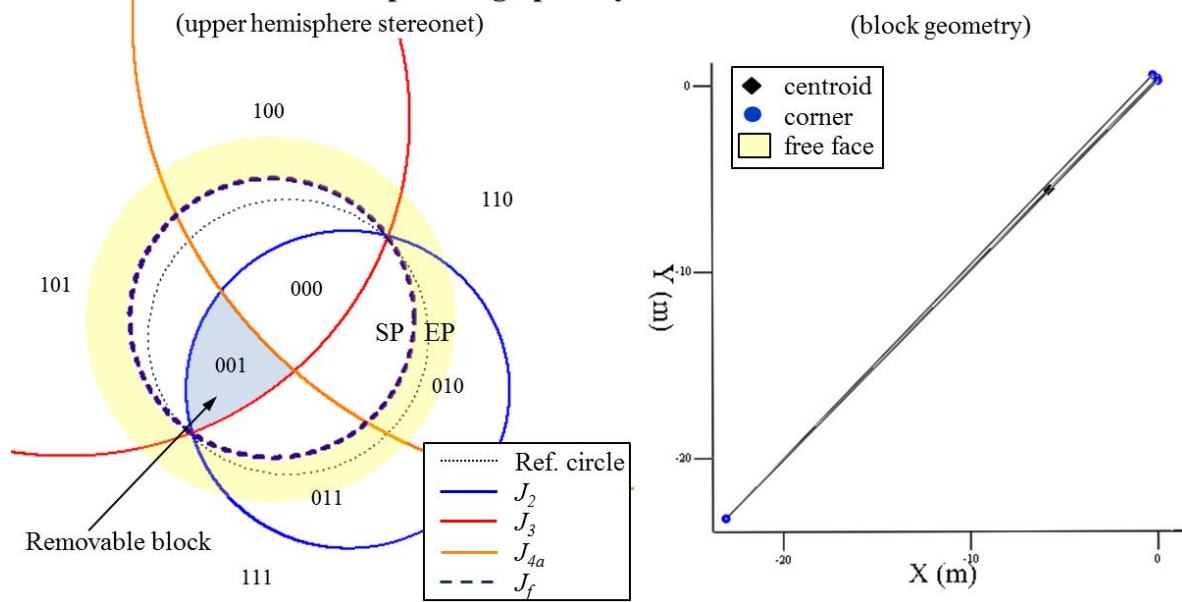 (upper hemisphere stereonet)
100
110
101
000
SP EP
001
010
011
Removable block
111
Ref. circle
J2
J3
J4a
Jf
(block geometry)
centroid
corner
free face
0
-10
-20
Y (m)
-20
-10
0
X (m)